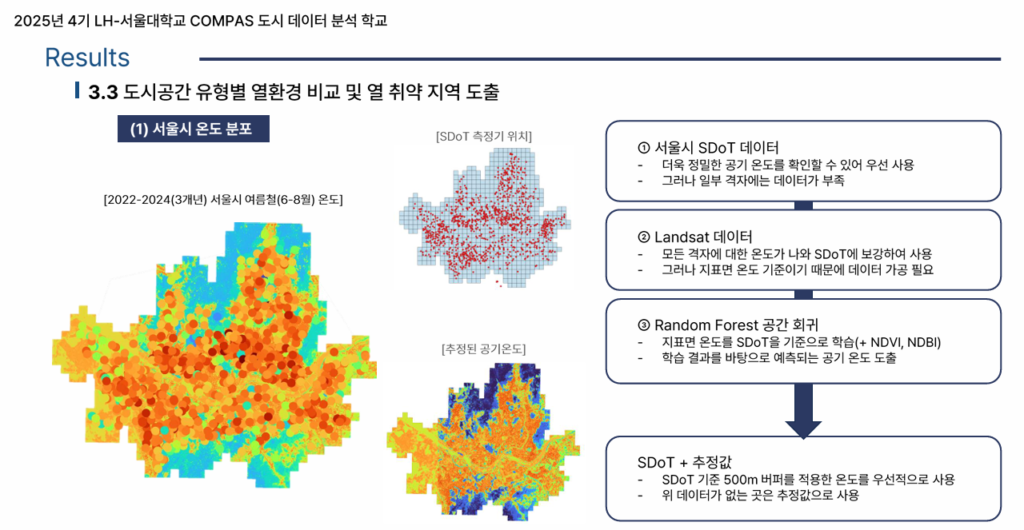 2025년 4기 LH-서울대학교 COMPAS 도시 데이터 분석 학교
Results
3.3 도시공간 유형별 열환경 비교 및 열 취약 지역 도출
(1) 서울시 온도 분포
[2022-2024(3개년) 서울시 여름철(6-8월) 온도]
[SDoT 측정기 위치]
[추정된 공기온도]
① 서울시 SDoT 데이터
- 더욱 정밀한 공기 온도를 확인할 수 있어 우선 사용
- 그러나 일부 격자에는 데이터가 부족
② Landsat 데이터
- 모든 격자에 대한 온도가 나와 SDoT에 보강하여 사용
- 그러나 지표면 온도 기준이기 때문에 데이터 가공 필요
③ Random Forest 공간 회귀
- 지표면 온도를 SDoT을 기준으로 학습(+ NDVI, NDBI)
- 학습 결과를 바탕으로 예측되는 공기 온도 도출
SDoT + 추정값
- SDoT 기준 500m 버퍼를 적용한 온도를 우선적으로 사용
- 위 데이터가 없는 곳은 추정값으로 사용